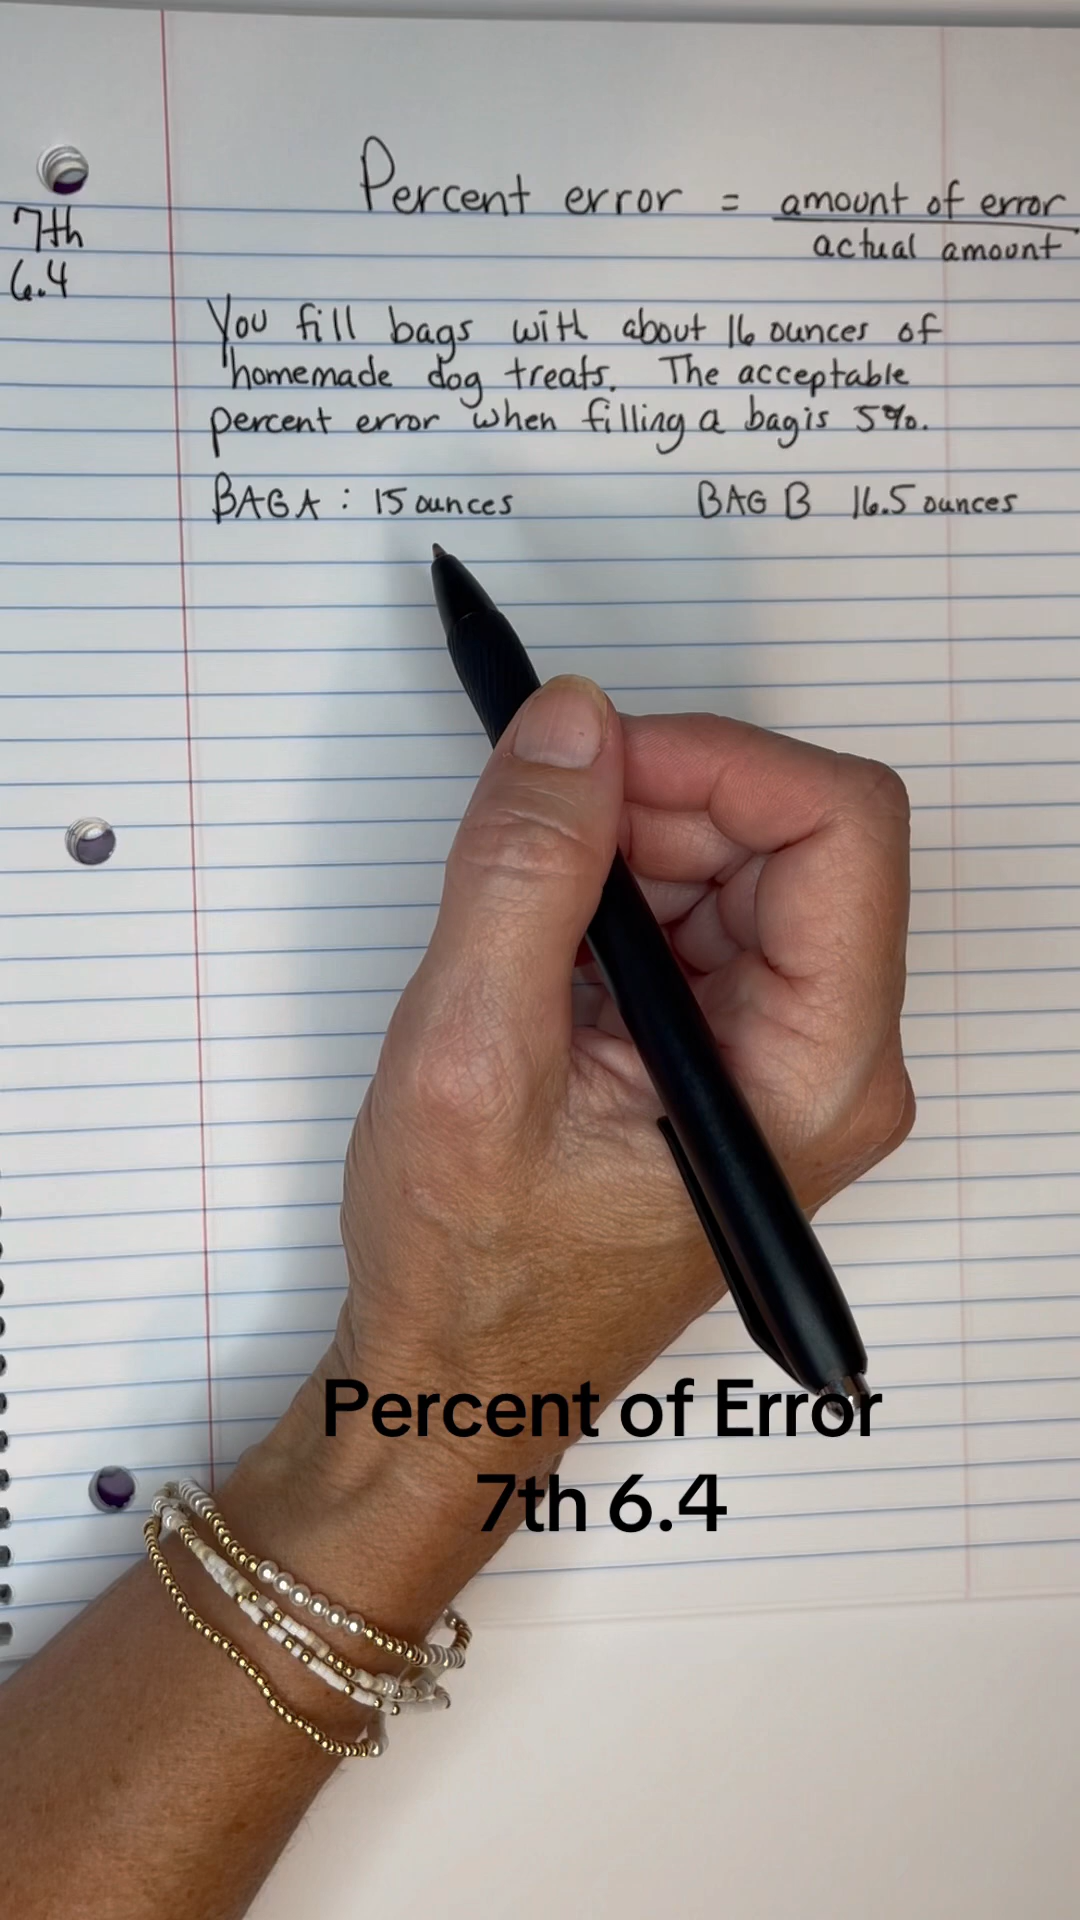 Percent error = amount of error
actual amount
7th
6.4
You fill bags with about 16 ounces of
homemade dog treats. The acceptable
percent error when filling a bag is 5%.
BAG A : 15 ounces BAG B 16.5 ounces
Percent of Error
7th 6.4